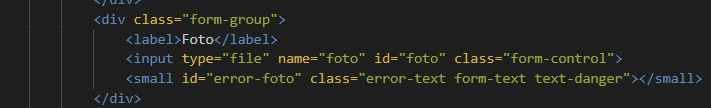 </div>
<div class="form-group">
<label>Foto</label>
<input type="file" name="foto" id="foto" class="form-control">
<small id="error-foto" class="error-text form-text text-danger"></small>
</div>